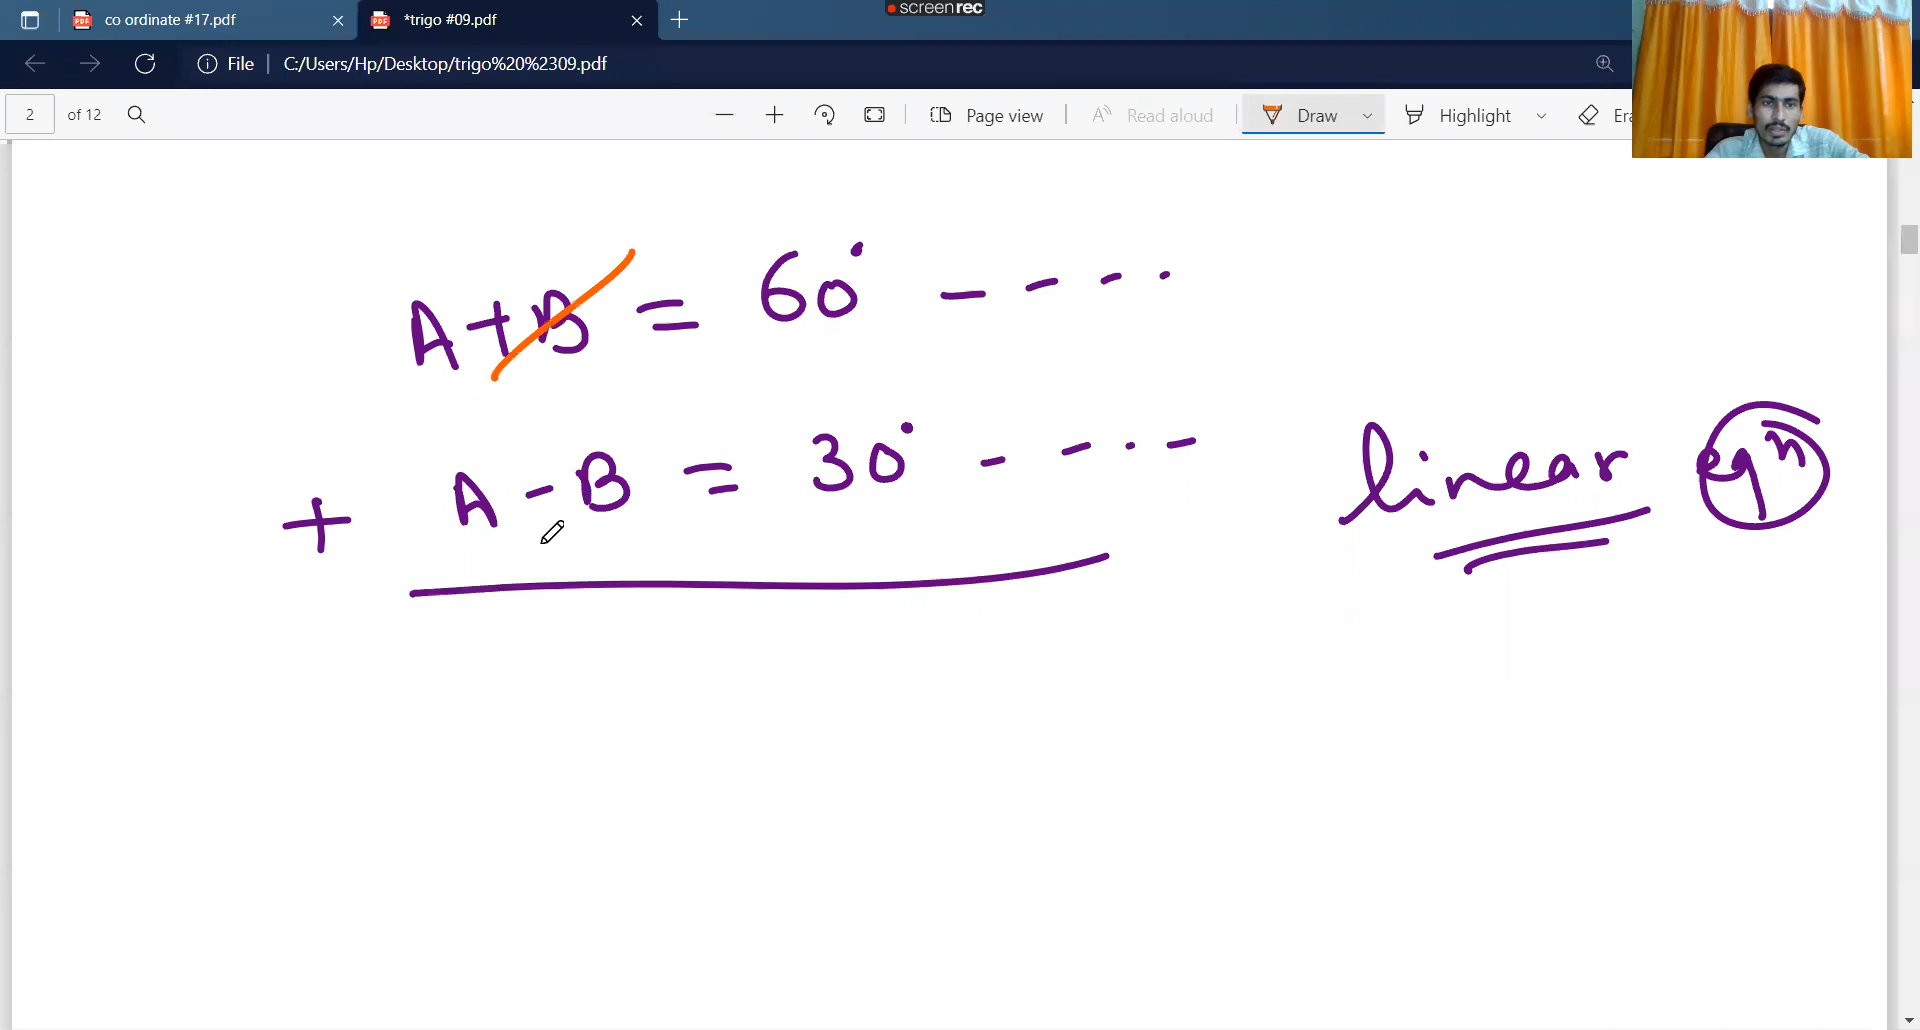 co ordinate #17.pdf
*trigo #09.pdf
screenrec
File
C:/Users/Hp/Desktop/trigo%20%2309.pdf
2 of 12
Page view
Read aloud
Draw
Highlight
Era
A+B = 60° - - - -
+ A - B = 30° - - - -
linear eqⁿ